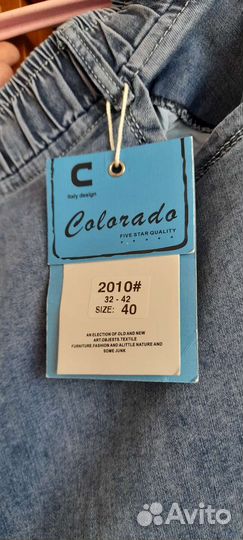 C
Italy design
Colorado
FIVE STAR QUALITY
2010#
32 - 42
SIZE: 40
AN ELECTION OF OLD AND NEW
ART.OBJESTS.TEXTILE
FURNITURE.FASHION AND ALITTLE NATURE AND
SOME JUNK
Avito